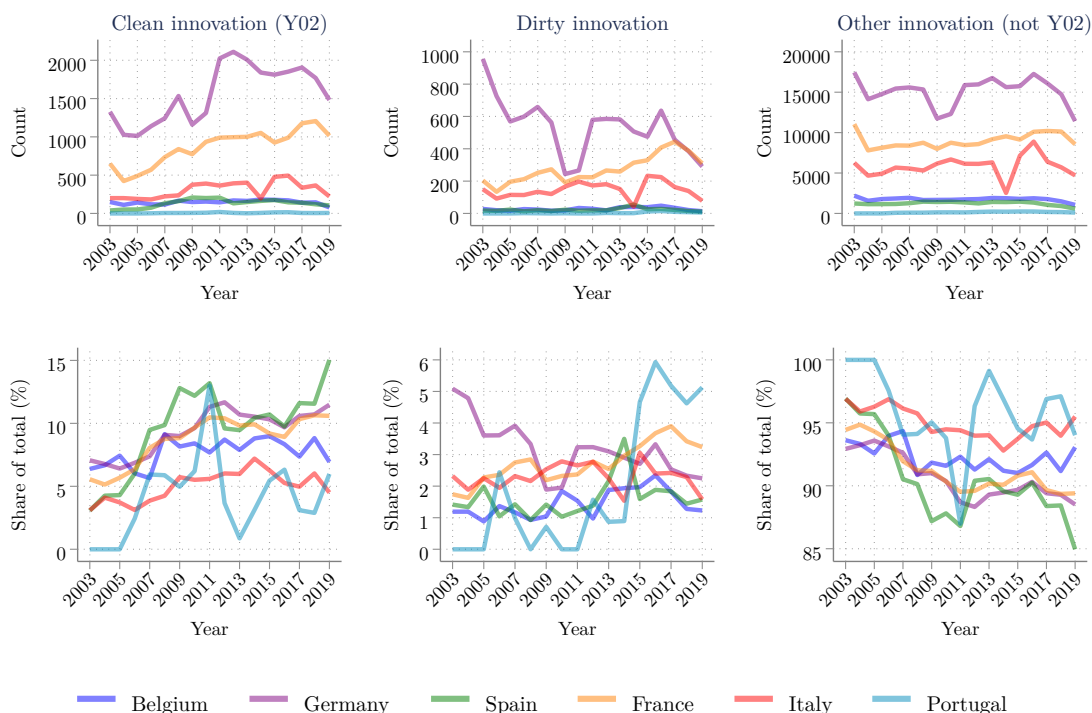 Clean innovation (Y02) Dirty innovation Other innovation (not Y02)
2000
1500
1000
500
0
Count
2003 2005 2007 2009 2011 2013 2015 2017 2019
Year
1000
800
600
400
200
0
Count
2003 2005 2007 2009 2011 2013 2015 2017 2019
Year
20000
15000
10000
5000
0
Count
2003 2005 2007 2009 2011 2013 2015 2017 2019
Year
15
10
5
0
Share of total (%)
2003 2005 2007 2009 2011 2013 2015 2017 2019
Year
6
5
4
3
2
1
0
Share of total (%)
2003 2005 2007 2009 2011 2013 2015 2017 2019
Year
100
95
90
85
Share of total (%)
2003 2005 2007 2009 2011 2013 2015 2017 2019
Year
Belgium Germany Spain France Italy Portugal